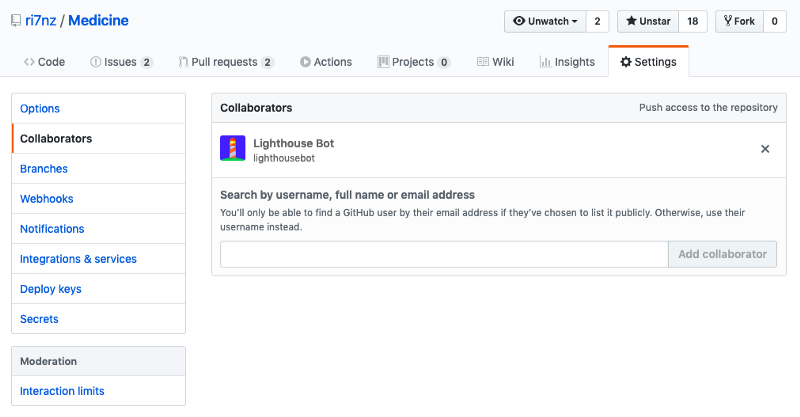 ri7nz / Medicine
Unwatch 2 Unstar 18 Fork 0
Code Issues 2 Pull requests 2 Actions Projects 0 Wiki Insights Settings
Options
Collaborators
Branches
Webhooks
Notifications
Integrations & services
Deploy keys
Secrets
Moderation
Interaction limits
Collaborators Push access to the repository
Lighthouse Bot
lighthousebot
Search by username, full name or email address
You’ll only be able to find a GitHub user by their email address if they’ve chosen to list it publicly. Otherwise, use their
username instead.
Add collaborator